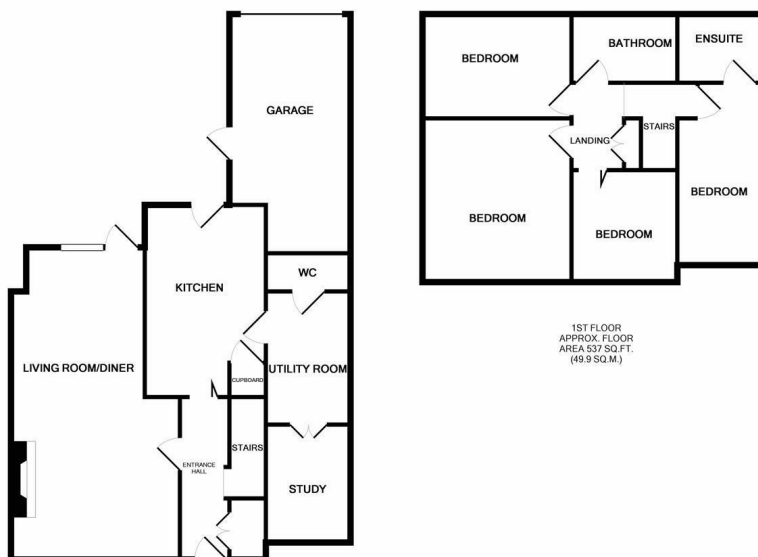 GARAGE
WC
KITCHEN
LIVING ROOM/DINER
CUPBOARD
UTILITY ROOM
STAIRS
ENTRANCE
HALL
STUDY
BEDROOM
BATHROOM
ENSUITE
STAIRS
LANDING
BEDROOM
BEDROOM
BEDROOM
1ST FLOOR
APPROX. FLOOR
AREA 537 SQ.FT.
(49.9 SQ.M.)